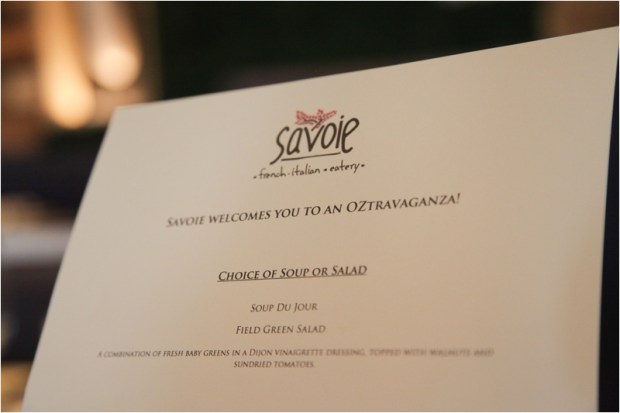 savoie
• french-italian • eatery •
SAVOIE WELCOMES YOU TO AN OZTRAVAGANZA!
CHOICE OF SOUP OR SALAD
SOUP DU JOUR
FIELD GREEN SALAD
A COMBINATION OF FRESH BABY GREENS IN A DIJON VINAIGRETTE DRESSING, TOPPED WITH WALNUTS AND
SUNDRIED TOMATOES.